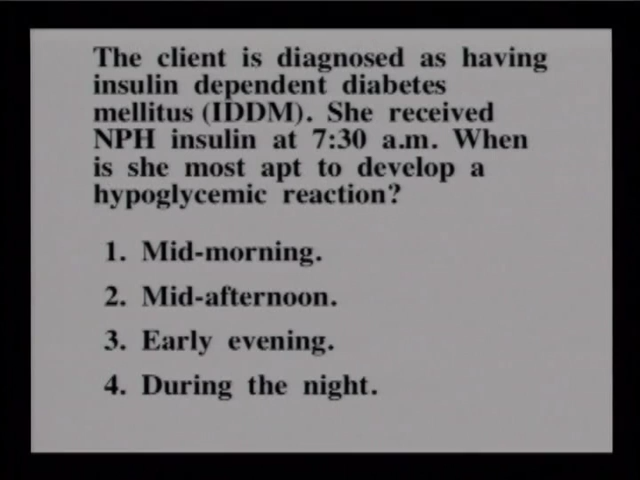 The client is diagnosed as having
insulin dependent diabetes
mellitus (IDDM). She received
NPH insulin at 7:30 a.m. When
is she most apt to develop a
hypoglycemic reaction?
1. Mid-morning.
2. Mid-afternoon.
3. Early evening.
4. During the night.